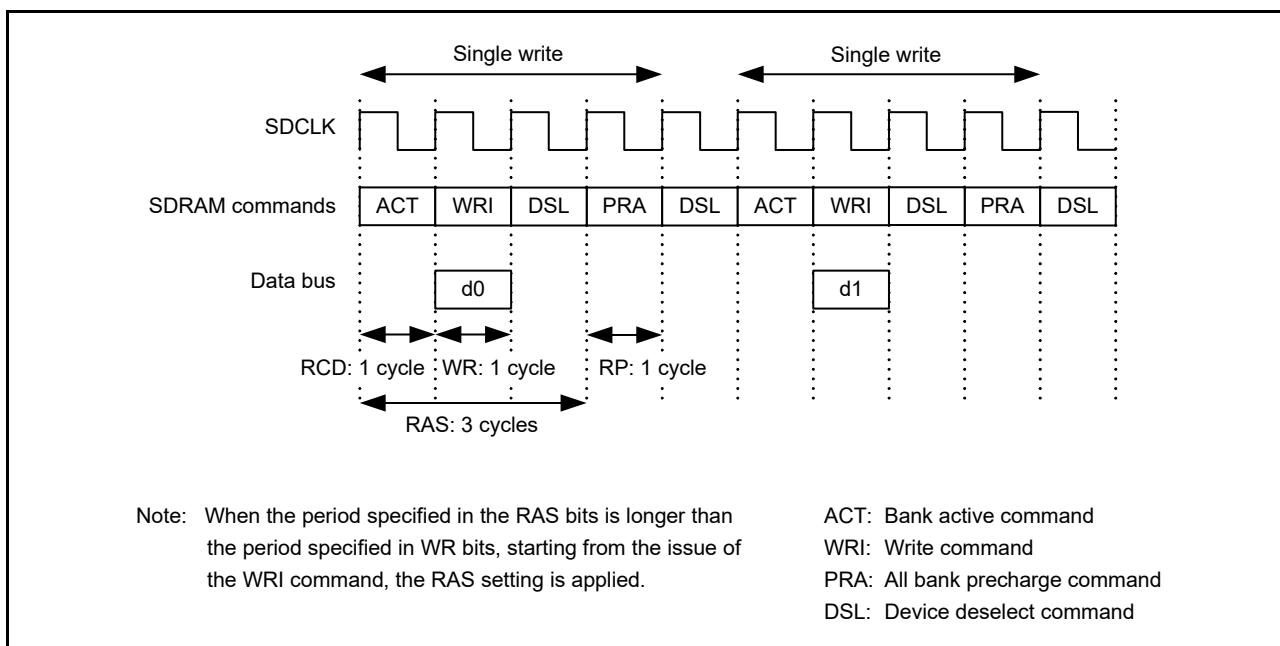 Single write Single write
SDCLK
SDRAM commands ACT WRI DSL PRA DSL ACT WRI DSL PRA DSL
Data bus d0 d1
RCD: 1 cycle WR: 1 cycle RP: 1 cycle
RAS: 3 cycles
Note: When the period specified in the RAS bits is longer than
the period specified in WR bits, starting from the issue of
the WRI command, the RAS setting is applied.
ACT: Bank active command
WRI: Write command
PRA: All bank precharge command
DSL: Device deselect command